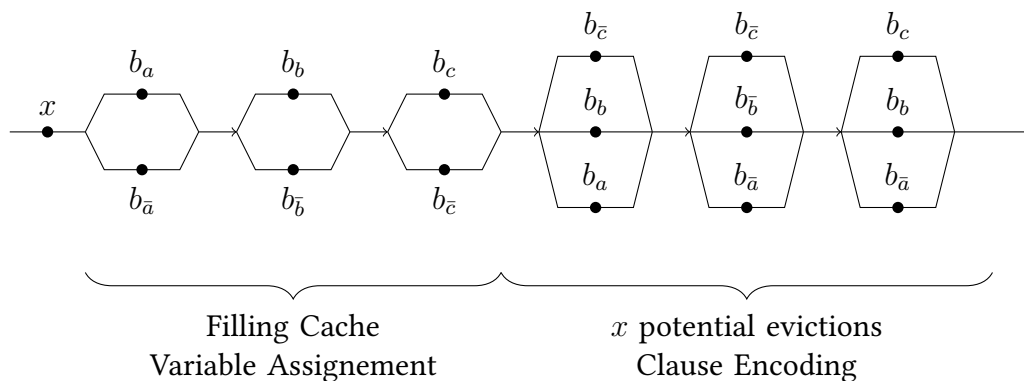 b_c̄ b_c̄ b_c
b_a b_b b_c
x b_b b_b̄ b_b
b_ā b_b̄ b_c̄ b_a b_ā b_ā
Filling Cache
Variable Assignement
x potential evictions
Clause Encoding